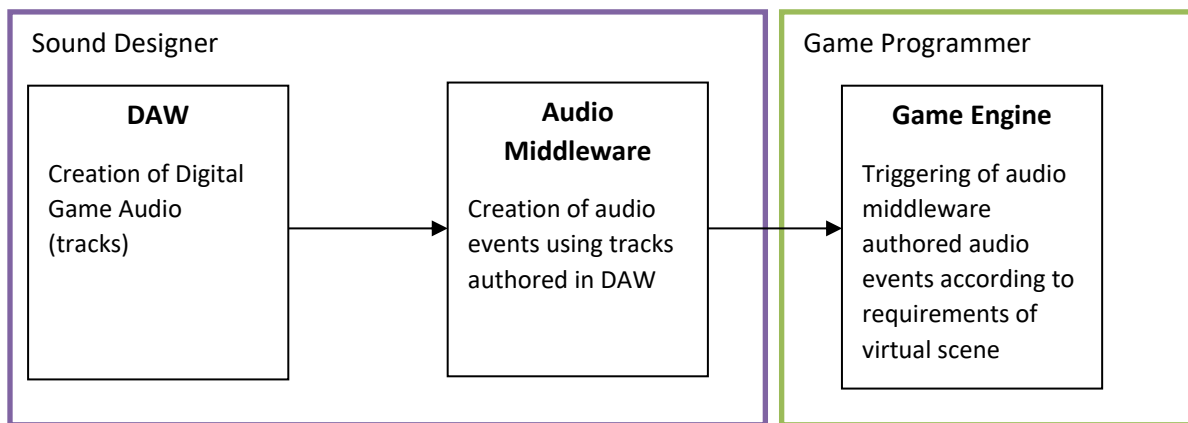 Sound Designer
DAW
Creation of Digital
Game Audio
(tracks)
Audio
Middleware
Creation of audio
events using tracks
authored in DAW
Game Programmer
Game Engine
Triggering of audio
middleware
authored audio
events according to
requirements of
virtual scene